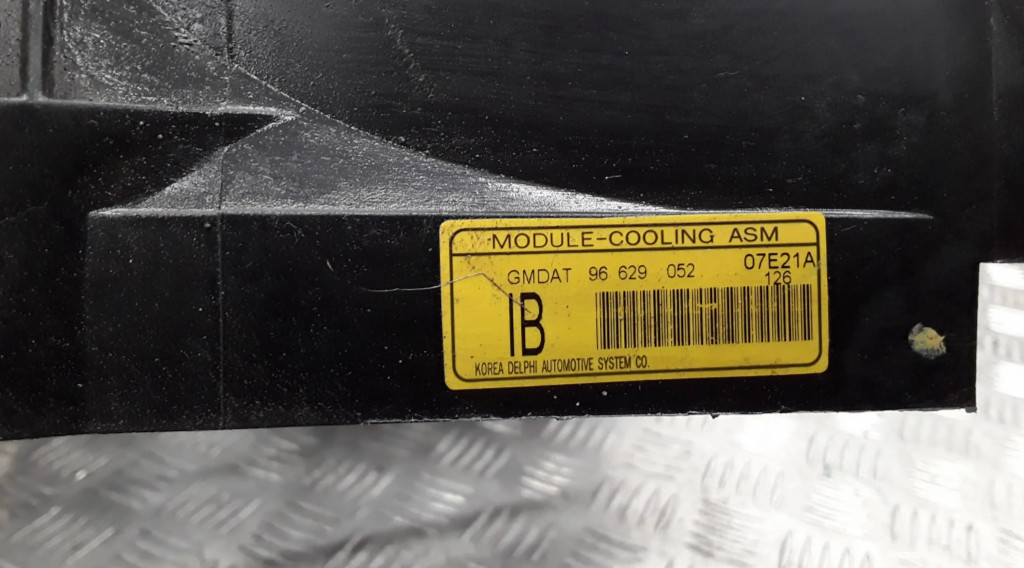 MODULE-COOLING ASM
GMDAT 96 629 052 07E21A
126
IB
KOREA DELPHI AUTOMOTIVE SYSTEM CO.